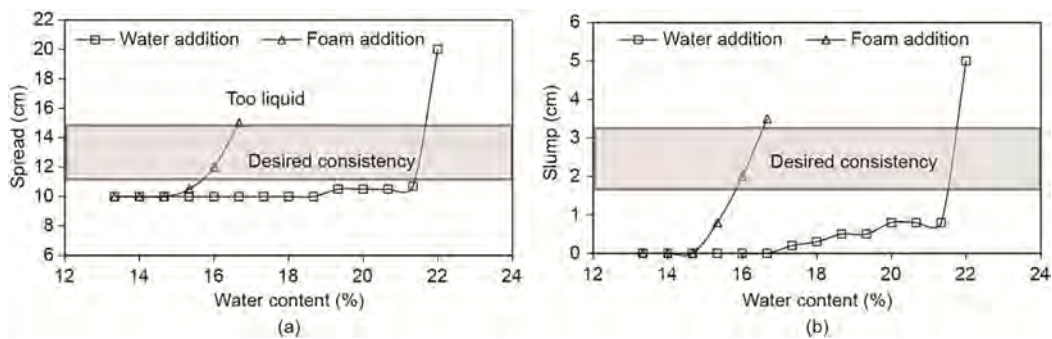 20
18
16
14
12
10
8
6
Spread (cm)
Water addition
Foam addition
Too liquid
Desired consistency
12 14 16 18 20 22 24
Water content (%)
(a)
6
5
4
3
2
1
0
Slump (cm)
Water addition
Foam addition
Desired consistency
12 14 16 18 20 22 24
Water content (%)
(b)